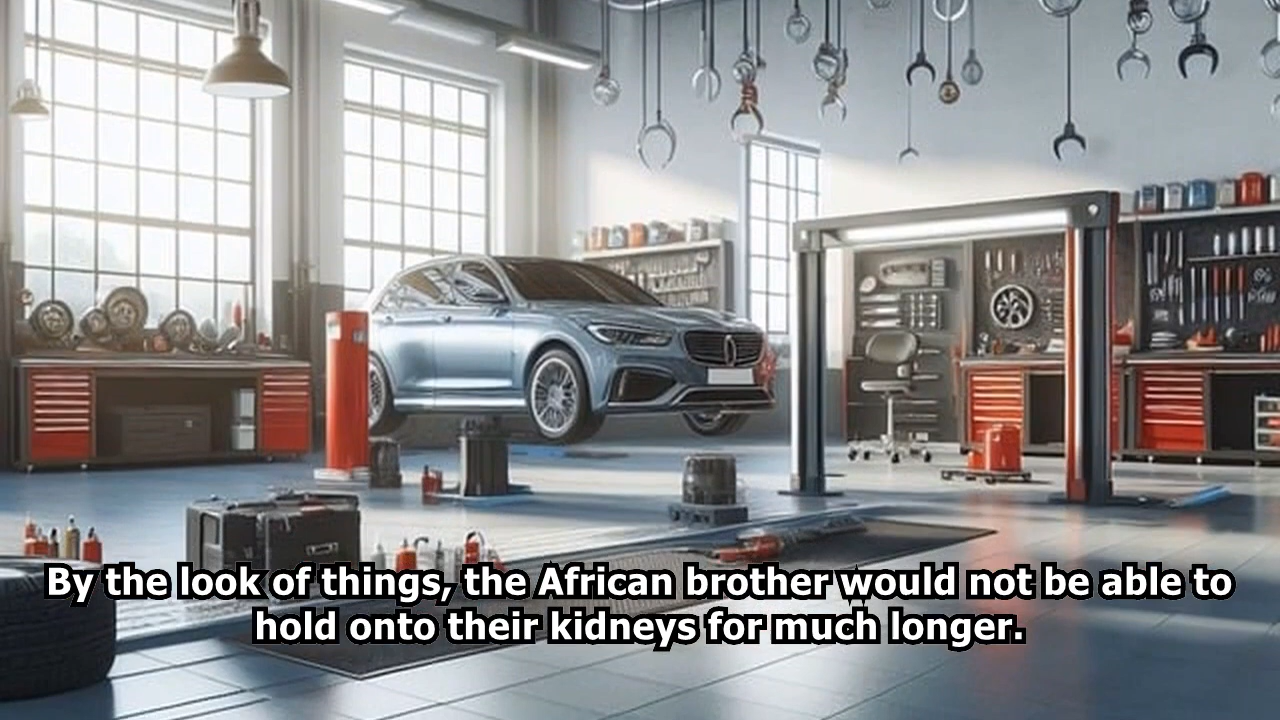 By the look of things, the African brother would not be able to
hold onto their kidneys for much longer.